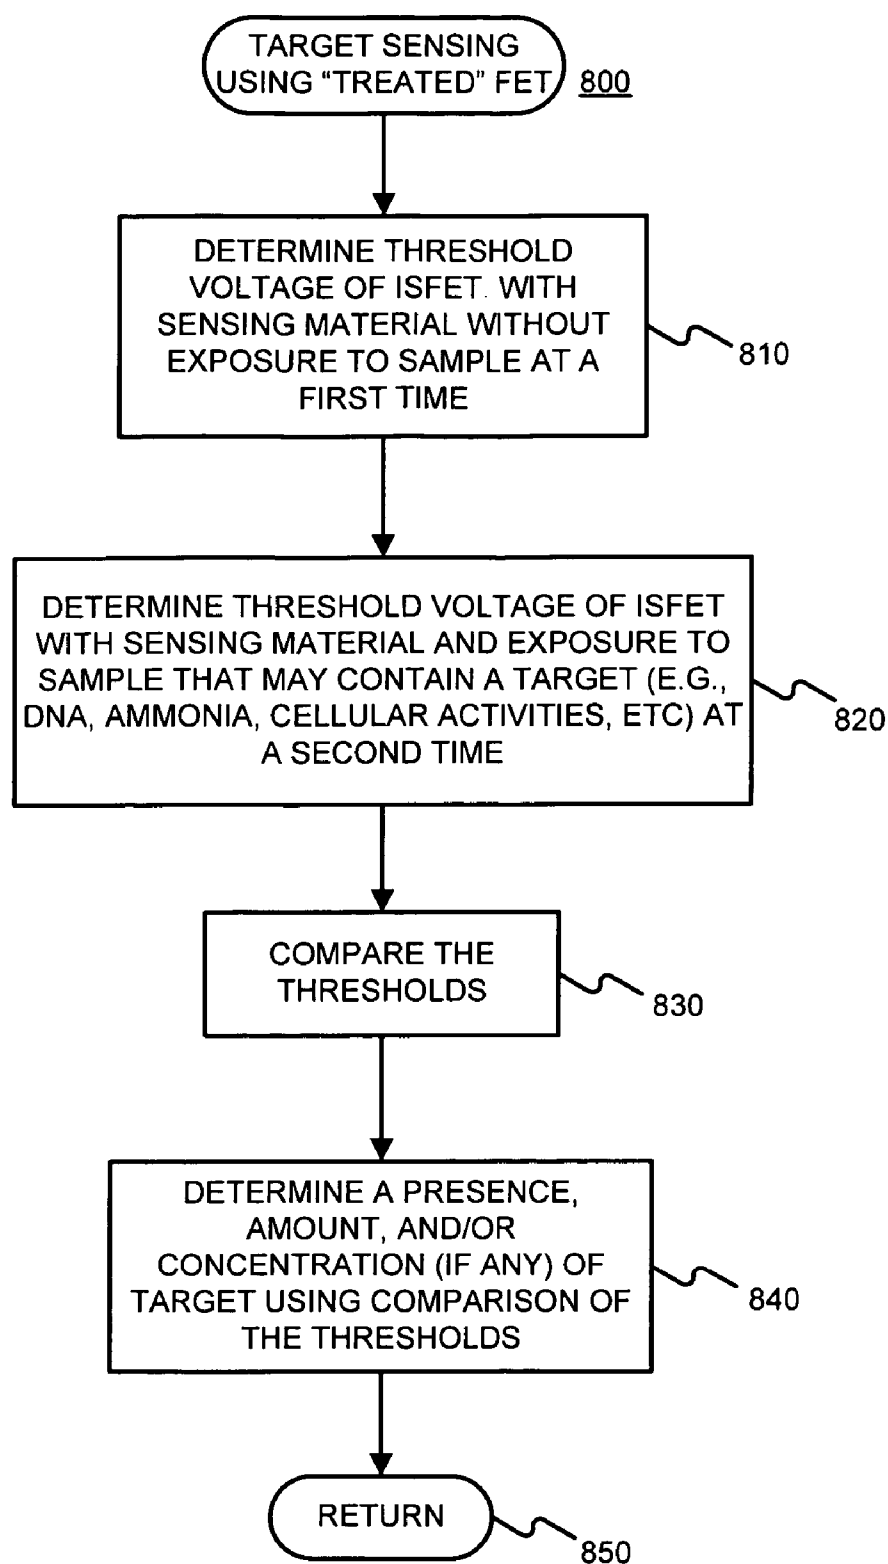 TARGET SENSING
USING “TREATED” FET 800
DETERMINE THRESHOLD
VOLTAGE OF ISFET. WITH
SENSING MATERIAL WITHOUT
EXPOSURE TO SAMPLE AT A
FIRST TIME
810
DETERMINE THRESHOLD VOLTAGE OF ISFET
WITH SENSING MATERIAL AND EXPOSURE TO
SAMPLE THAT MAY CONTAIN A TARGET (E.G.,
DNA, AMMONIA, CELLULAR ACTIVITIES, ETC) AT
A SECOND TIME
820
COMPARE THE
THRESHOLDS
830
DETERMINE A PRESENCE,
AMOUNT, AND/OR
CONCENTRATION (IF ANY) OF
TARGET USING COMPARISON OF
THE THRESHOLDS
840
RETURN
850